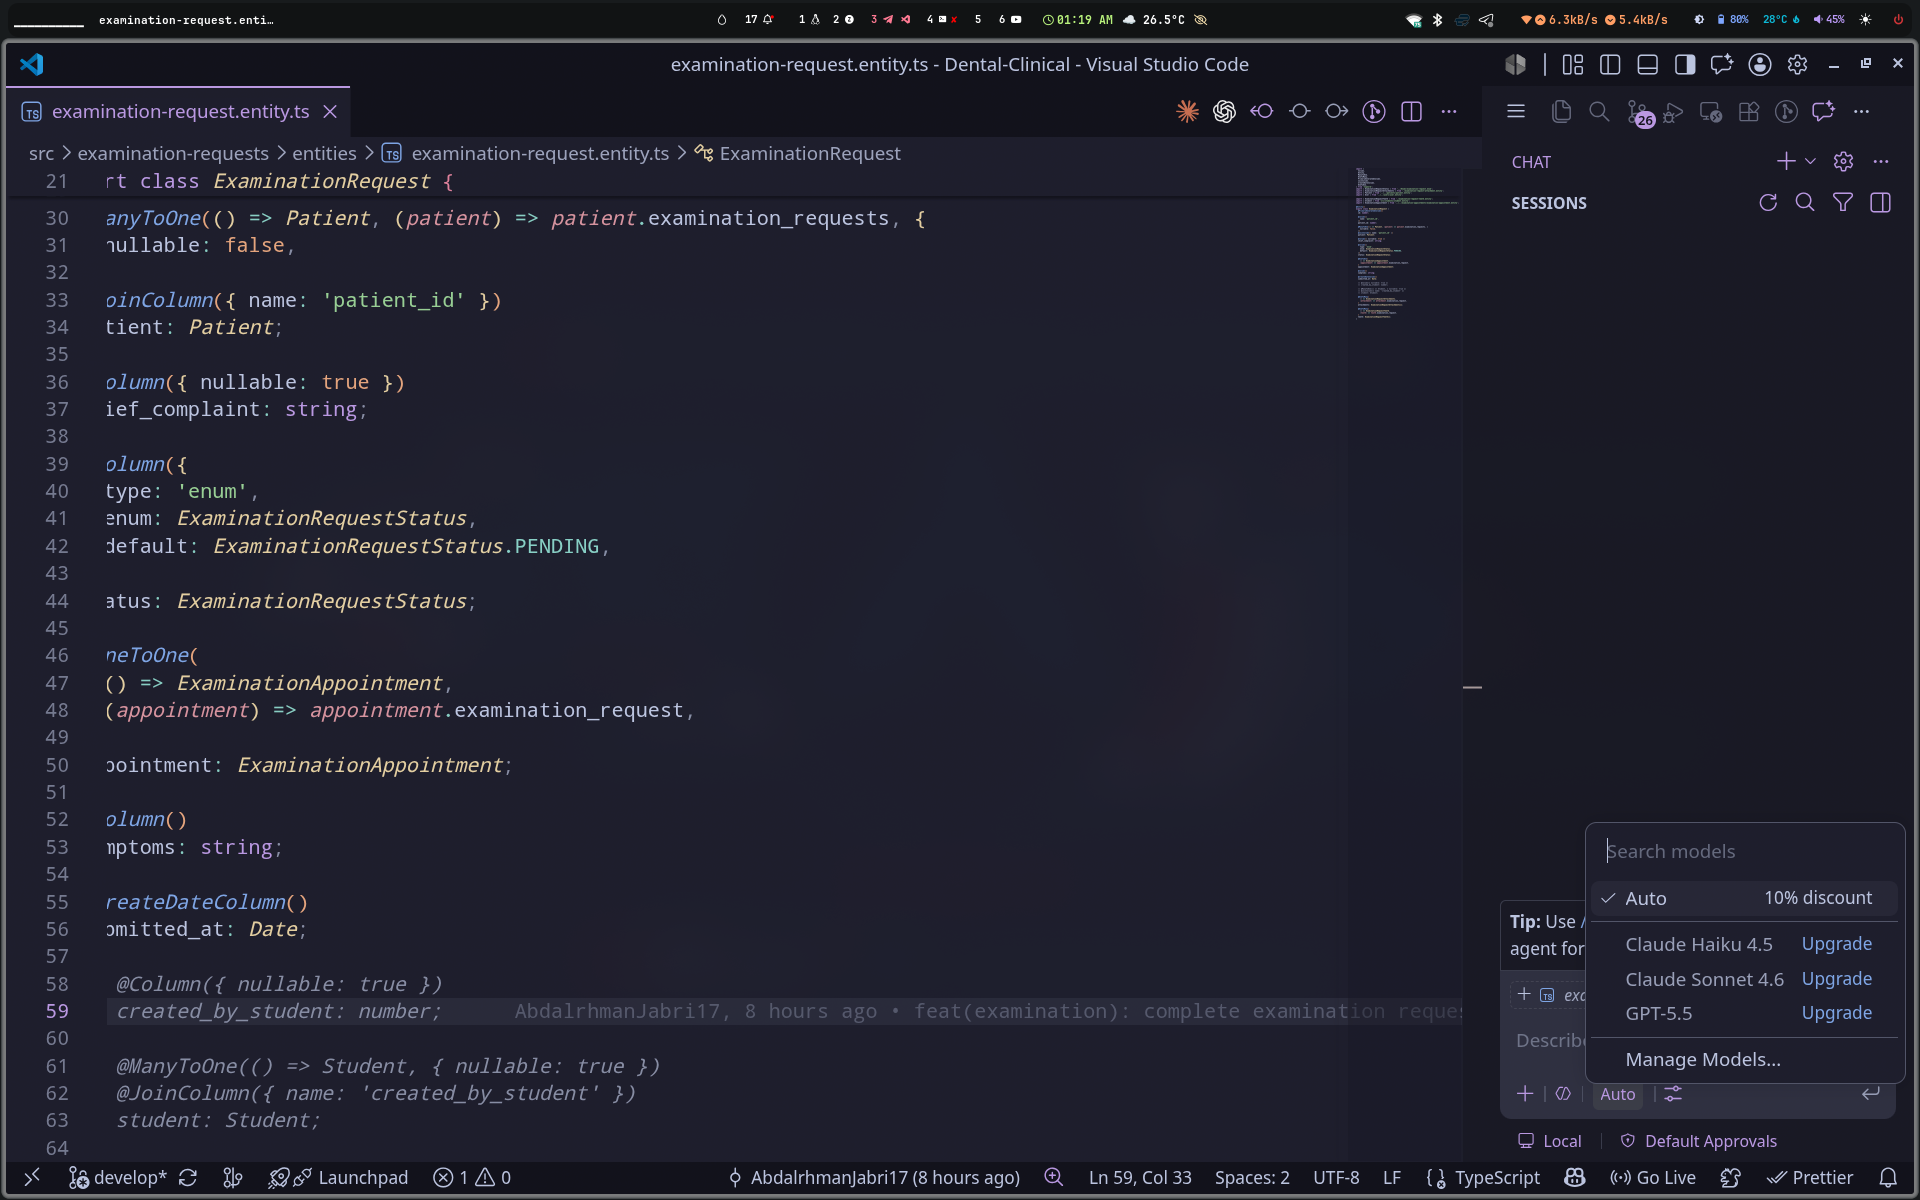 examination-request.enti…
17
1
2
3
4
5
6
01:19 AM
26.5°C
6.3kB/s
5.4kB/s
80%
28°C
45%
examination-request.entity.ts - Dental-Clinical - Visual Studio Code
TS examination-request.entity.ts
26
src > examination-requests > entities > TS examination-request.entity.ts > ExaminationRequest
CHAT
SESSIONS
21 rt class ExaminationRequest {
30 anyToOne(() => Patient, (patient) => patient.examination_requests, {
31 nullable: false,
32
33 oinColumn({ name: 'patient_id' })
34 tient: Patient;
35
36 olumn({ nullable: true })
37 ief_complaint: string;
38
39 olumn({
40 type: 'enum',
41 enum: ExaminationRequestStatus,
42 default: ExaminationRequestStatus.PENDING,
43
44 atus: ExaminationRequestStatus;
45
46 neToOne(
47 () => ExaminationAppointment,
48 (appointment) => appointment.examination_request,
49
50 pointment: ExaminationAppointment;
51
52 olumn()
53 mptoms: string;
54
55 reateDateColumn()
56 bmitted_at: Date;
57
58 @Column({ nullable: true })
59 created_by_student: number; AbdalrhmanJabri17, 8 hours ago • feat(examination): complete examination reques
60
61 @ManyToOne(() => Student, { nullable: true })
62 @JoinColumn({ name: 'created_by_student' })
63 student: Student;
64
Search models
Auto 10% discount
Claude Haiku 4.5 Upgrade
Claude Sonnet 4.6 Upgrade
GPT-5.5 Upgrade
Manage Models...
Tip: Use /
agent for
TS exa
Describe
Auto
Local
Default Approvals
develop*
Launchpad
1
0
AbdalrhmanJabri17 (8 hours ago)
Ln 59, Col 33
Spaces: 2
UTF-8
LF
TypeScript
Go Live
Prettier